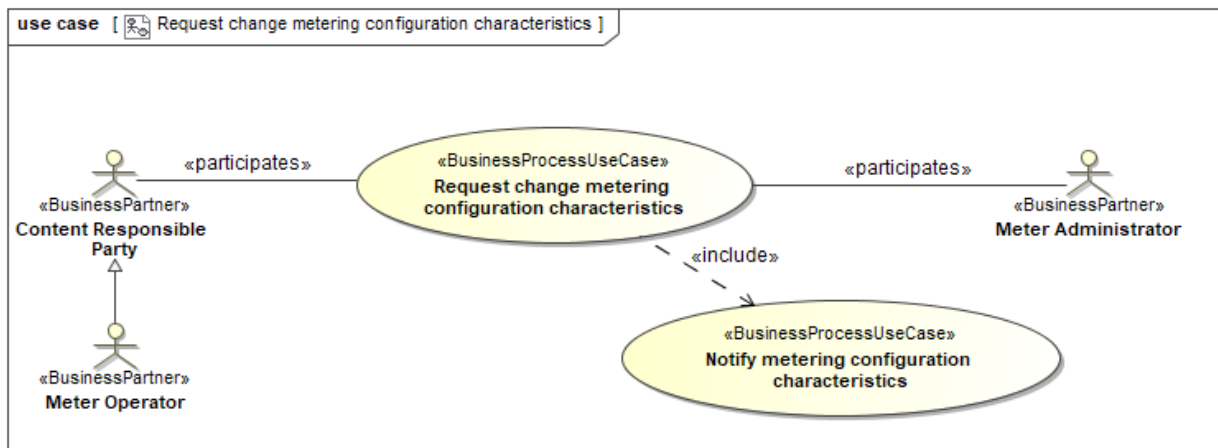 use case [ Request change metering configuration characteristics ]
«participates»
«BusinessProcessUseCase»
Request change metering
configuration characteristics
«participates»
«BusinessPartner»
Content Responsible
Party
«BusinessPartner»
Meter Administrator
«include»
«BusinessProcessUseCase»
Notify metering configuration
characteristics
«BusinessPartner»
Meter Operator